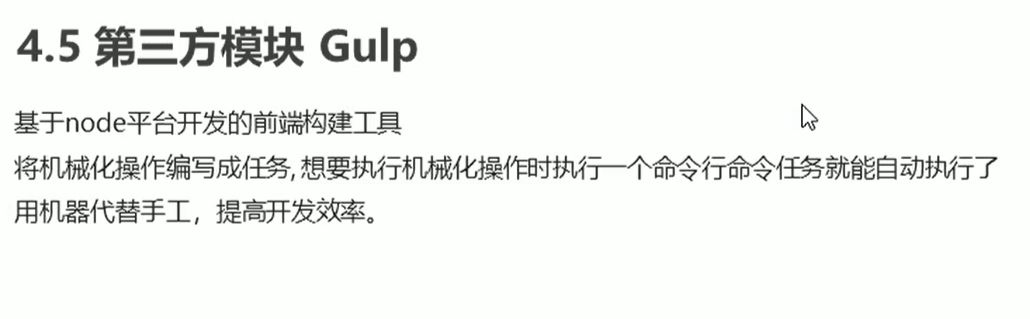 4.5 第三方模块 Gulp
基于node平台开发的前端构建工具
将机械化操作编写成任务, 想要执行机械化操作时执行一个命令行命令任务就能自动执行了
用机器代替手工，提高开发效率。